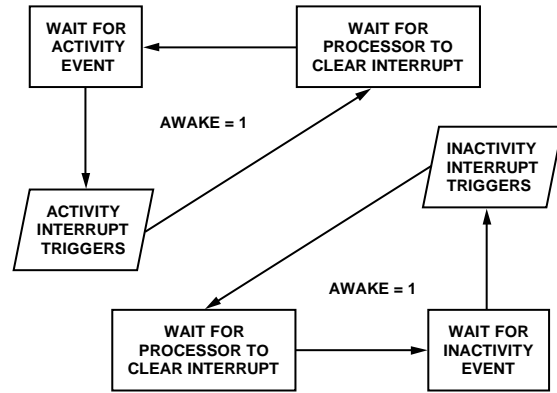 WAIT FOR
ACTIVITY
EVENT
WAIT FOR
PROCESSOR TO
CLEAR INTERRUPT
AWAKE = 1
ACTIVITY
INTERRUPT
TRIGGERS
INACTIVITY
INTERRUPT
TRIGGERS
AWAKE = 1
WAIT FOR
PROCESSOR TO
CLEAR INTERRUPT
WAIT FOR
INACTIVITY
EVENT